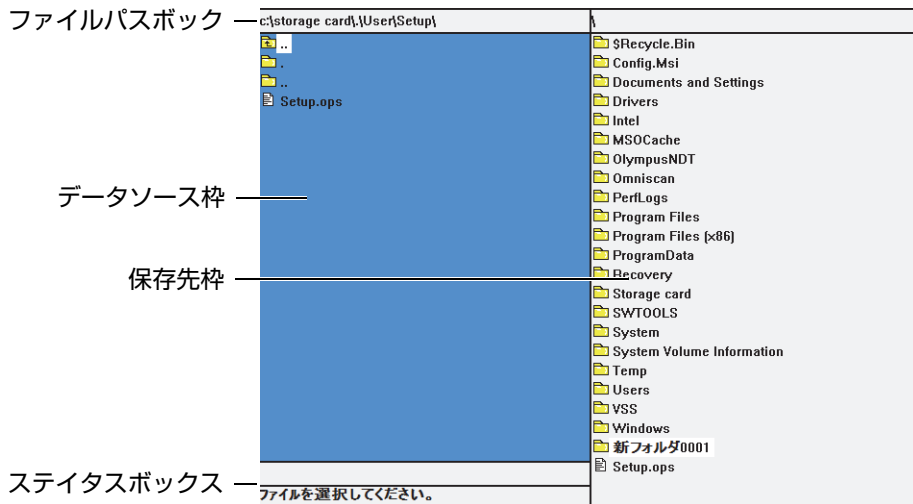 ファイルパスボック
c:\storage card\.\User\Setup\
\
..
.
..
Setup.ops
データソース枠
保存先枠
ステイタスボックス
ファイルを選択してください。
$Recycle.Bin
Config.Msi
Documents and Settings
Drivers
Intel
MSOCache
OlympusNDT
Omniscan
PerfLogs
Program Files
Program Files (x86)
ProgramData
Recovery
Storage card
SWTOOLS
System
System Volume Information
Temp
Users
VSS
Windows
新フォルダ0001
Setup.ops